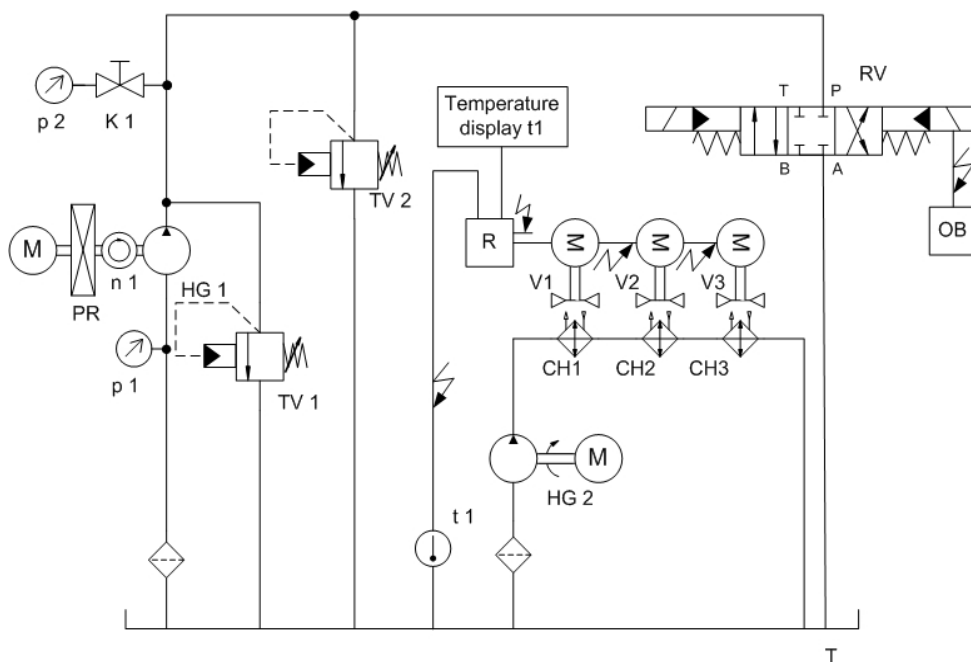 T P RV
p 2 K 1
Temperature
display t1
B A
TV 2
OB
M
R
M M M
n 1
V1 V2 V3
PR
HG 1
p 1
CH1 CH2 CH3
TV 1
M
HG 2
t 1
T